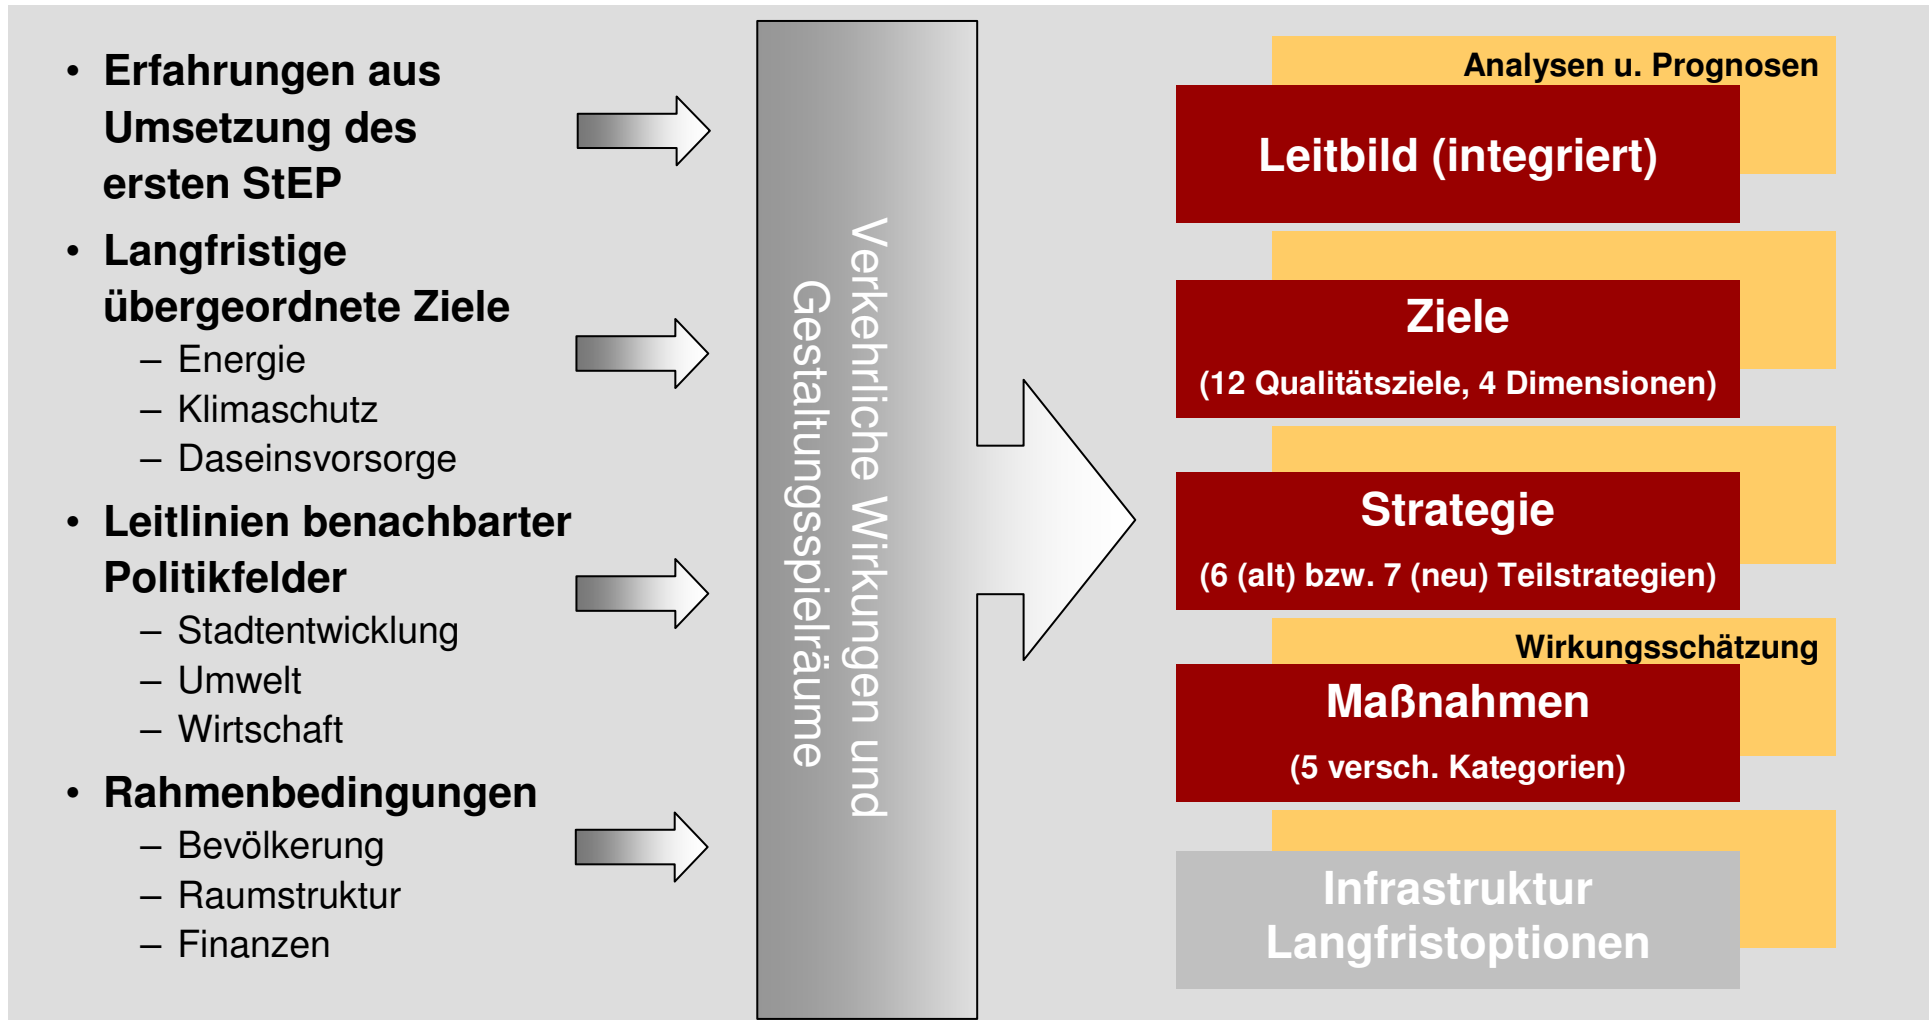 • Erfahrungen aus
Umsetzung des
ersten StEP
• Langfristige
übergeordnete Ziele
– Energie
– Klimaschutz
– Daseinsvorsorge
• Leitlinien benachbarter
Politikfelder
– Stadtentwicklung
– Umwelt
– Wirtschaft
• Rahmenbedingungen
– Bevölkerung
– Raumstruktur
– Finanzen
Verkehrliche Wirkungen und
Gestaltungsspielräume
Analysen u. Prognosen
Leitbild (integriert)
Ziele
(12 Qualitätsziele, 4 Dimensionen)
Strategie
(6 (alt) bzw. 7 (neu) Teilstrategien)
Wirkungsschätzung
Maßnahmen
(5 versch. Kategorien)
Infrastruktur
Langfristoptionen